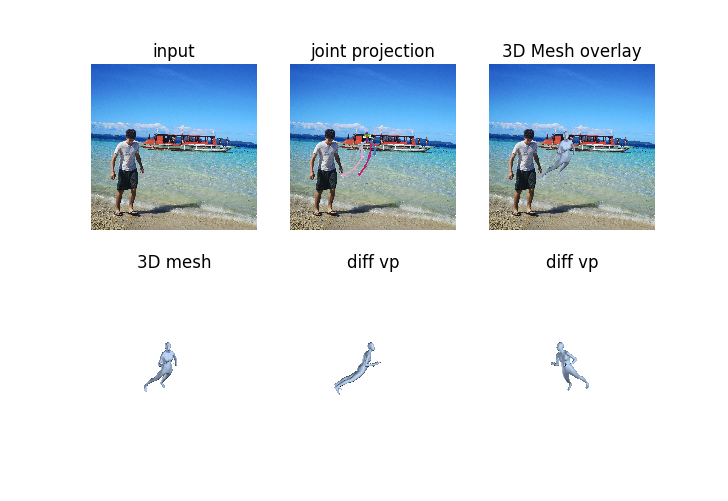 input
joint projection
3D Mesh overlay
3D mesh
diff vp
diff vp